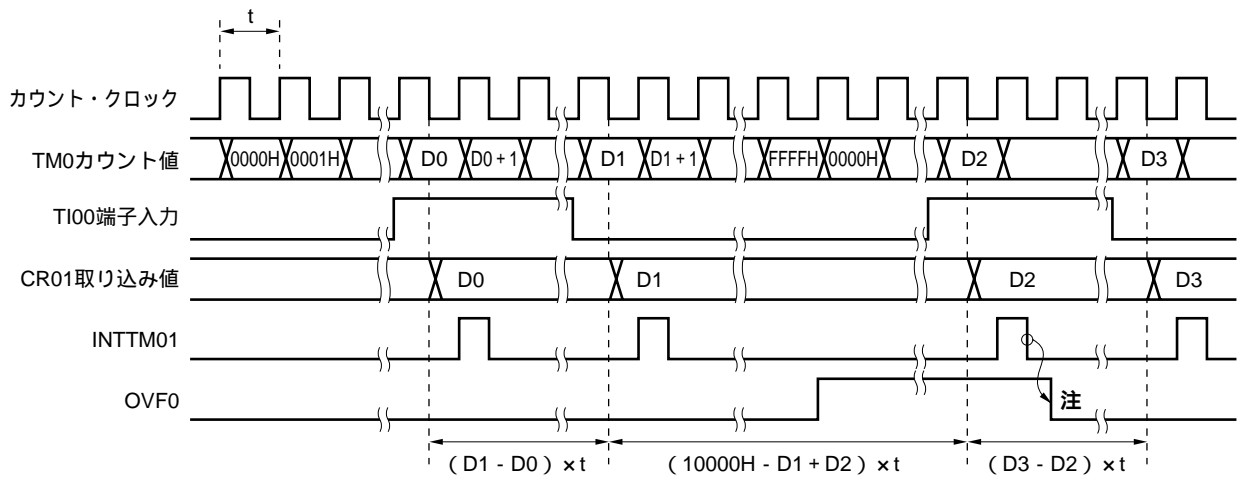 t
カウント・クロック
TM0カウント値 0000H 0001H D0 D0 + 1 D1 D1 + 1 FFFFH 0000H D2 D3
TI00端子入力
CR01取り込み値 D0 D1 D2 D3
INTTM01
OVF0 注
(D1 - D0) × t (10000H - D1 + D2) × t (D3 - D2) × t